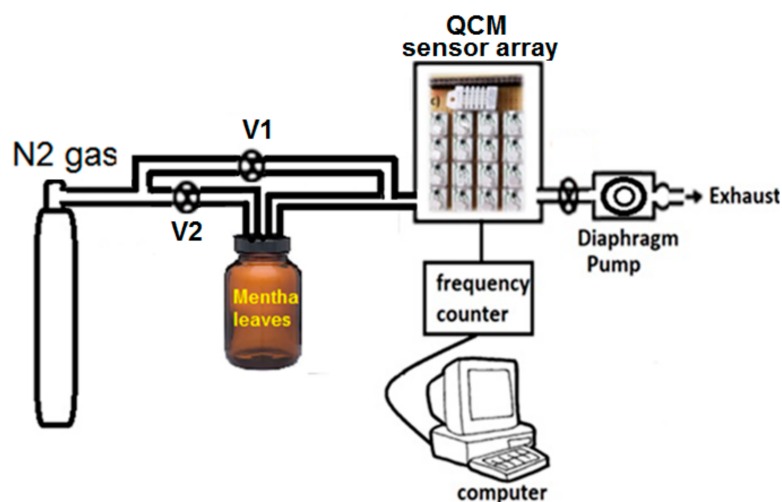 QCM
sensor array
V1
N2 gas
V2
Mentha
leaves
Exhaust
Diaphragm
Pump
frequency
counter
computer